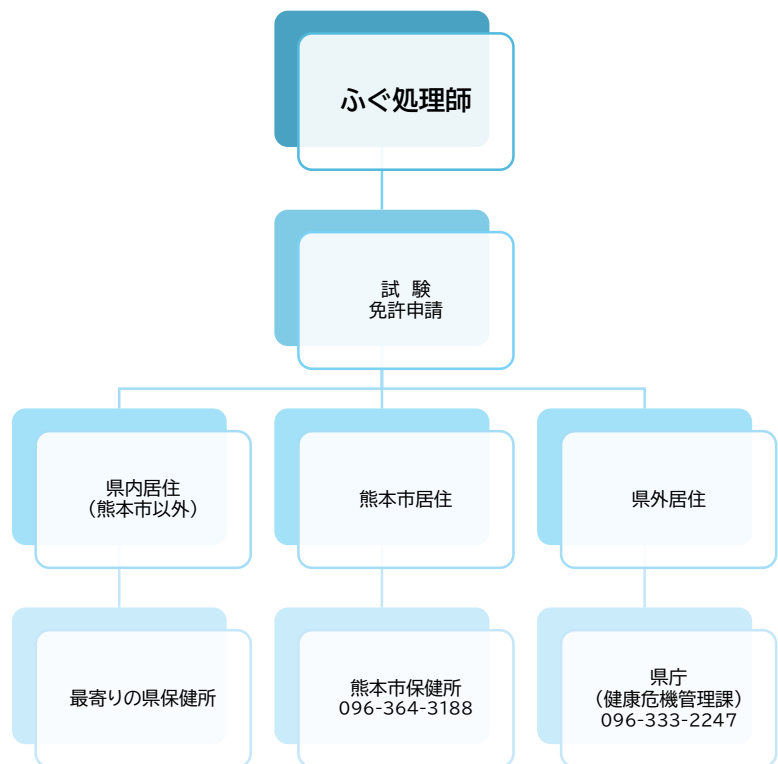 ふぐ処理師
試 験
免許申請
県内居住
(熊本市以外)
熊本市居住
県外居住
最寄りの県保健所
熊本市保健所
096-364-3188
県庁
(健康危機管理課)
096-333-2247